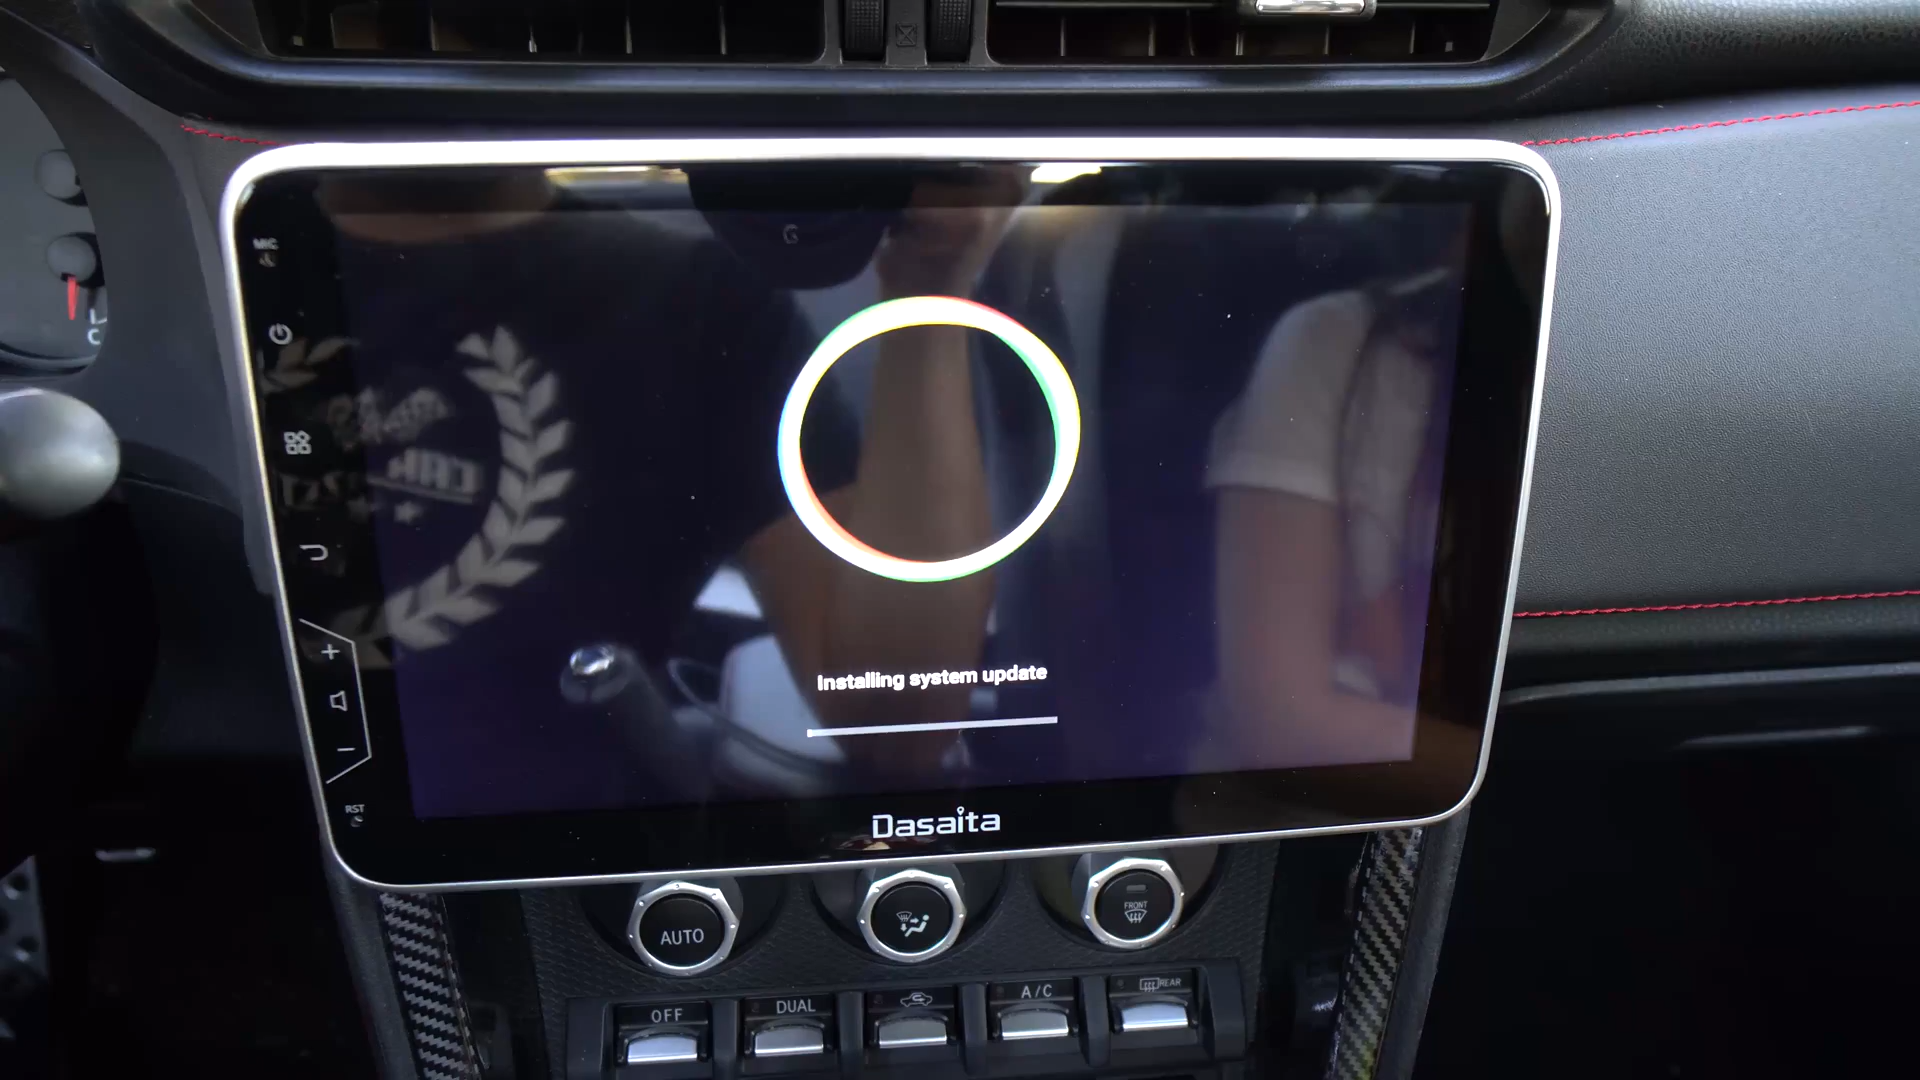 MIC
Installing system update
RST
Dasaita
AUTO
FRONT
OFF
DUAL
A/C
REAR
C